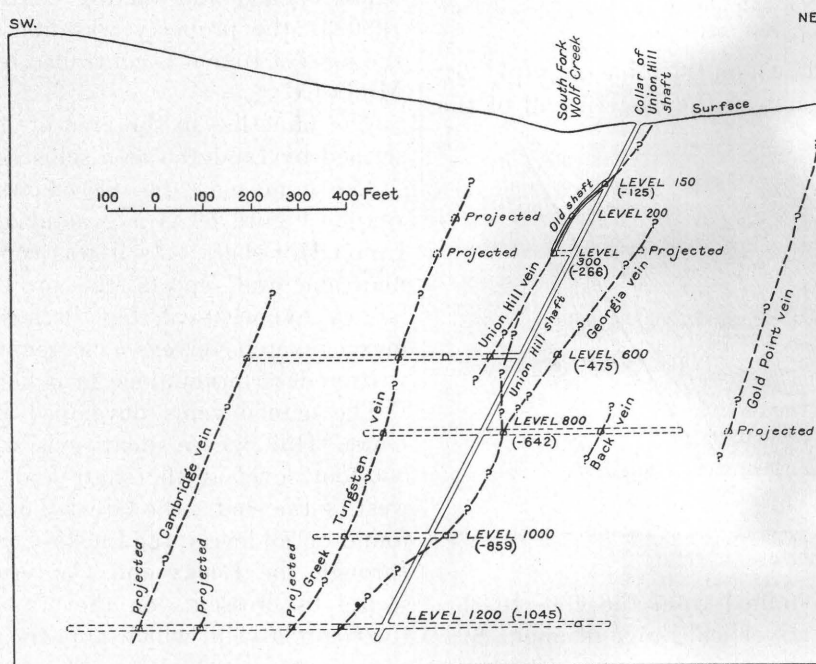 SW.
NE
South Fork
Wolf Creek
Collar of
Union Hill
shaft
Surface
100 0 100 200 300 400 Feet
Old shaft
LEVEL 150
(-125)
LEVEL 200
Projected
Projected
LEVEL
300
(-266)
Projected
Union Hill vein
Union Hill shaft
Georgia vein
Gold Point vein
LEVEL 600
(-475)
Cambridge vein
Tungsten vein
LEVEL 800
(-642)
Back vein
Projected
Greek
LEVEL 1000
(-859)
Projected
Projected
Projected
LEVEL 1200 (-1045)